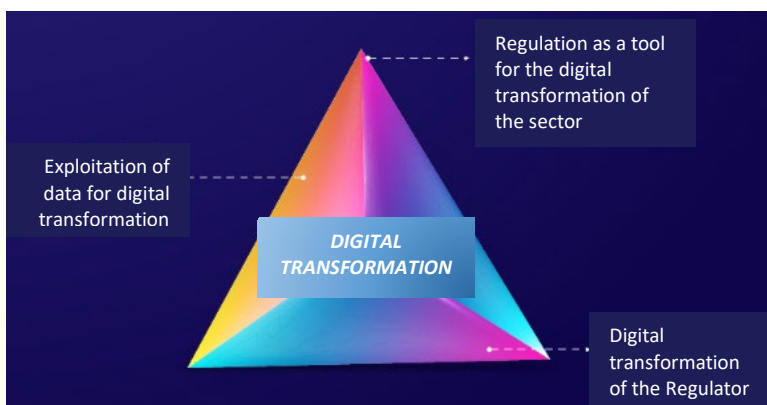 Regulation as a tool
for the digital
transformation of
the sector
Exploitation of
data for digital
transformation
DIGITAL
TRANSFORMATION
Digital
transformation
of the Regulator